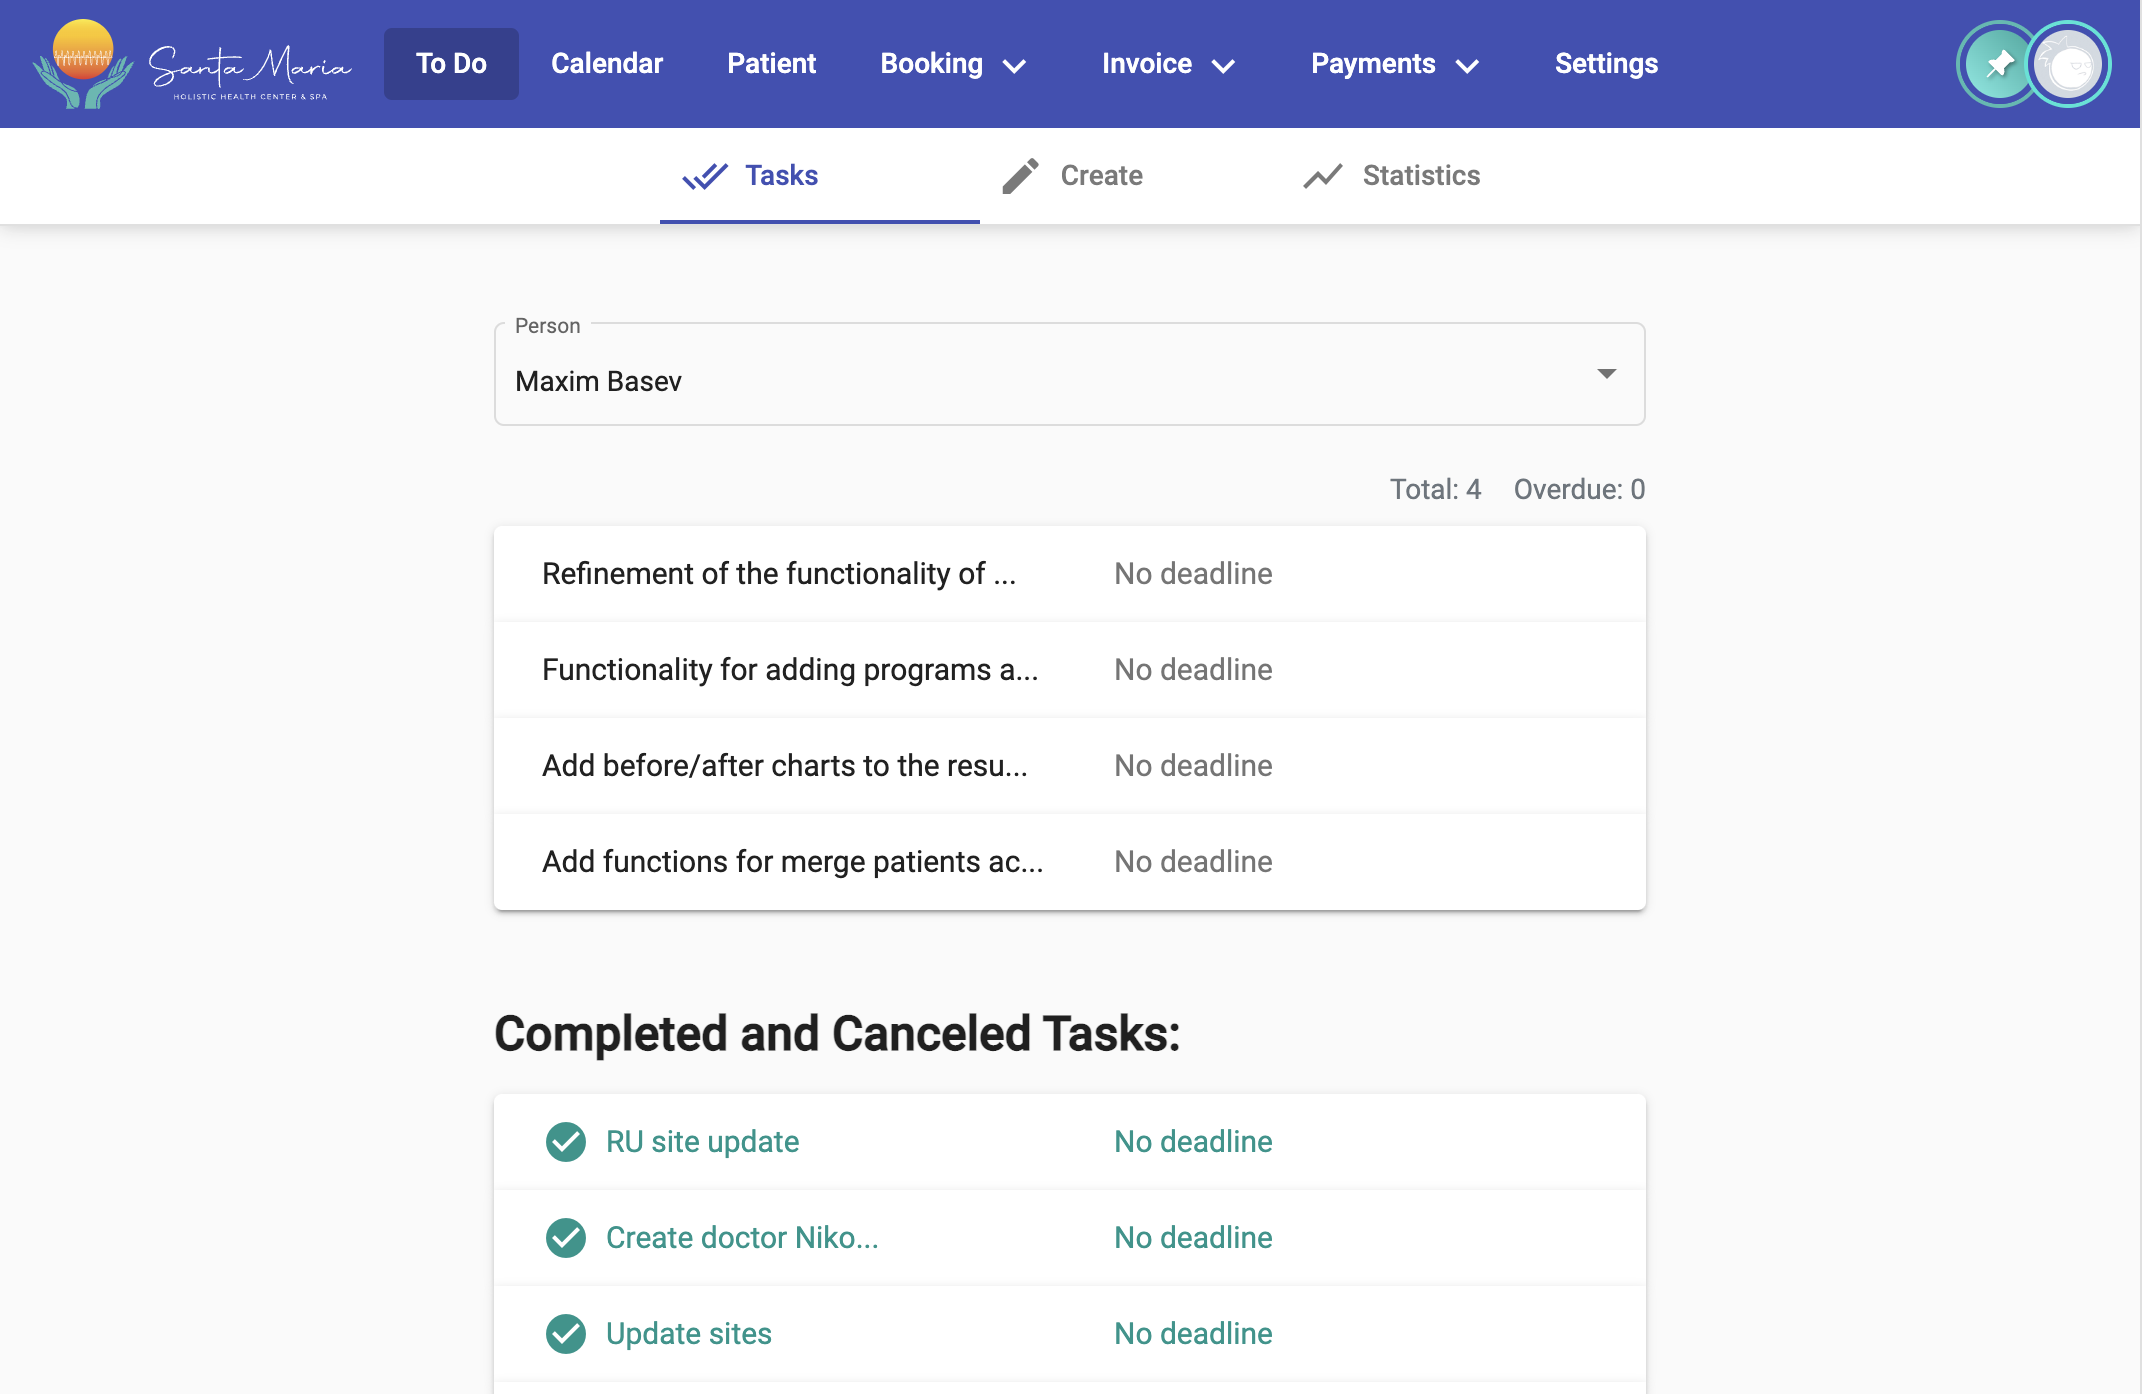 Santa Maria
HOLISTIC HEALTH CENTER & SPA
To Do
Calendar
Patient
Booking
Invoice
Payments
Settings
Tasks
Create
Statistics
Person
Maxim Basev
Total: 4 Overdue: 0
Refinement of the functionality of ... No deadline
Functionality for adding programs a... No deadline
Add before/after charts to the resu... No deadline
Add functions for merge patients ac... No deadline
Completed and Canceled Tasks:
RU site update No deadline
Create doctor Niko... No deadline
Update sites No deadline